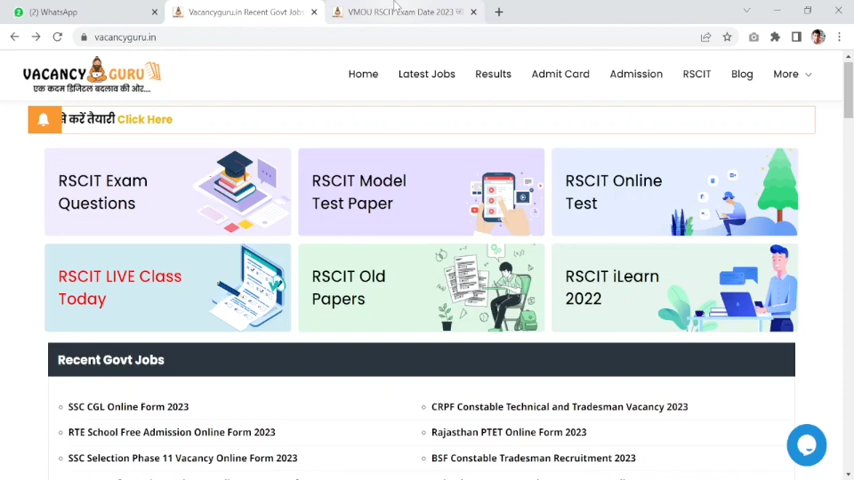 (2) WhatsApp
Vacancyguru.in Recent Govt Jobs
VMOU RSCIT Exam Date 2023
vacancyguru.in
VACANCY GURU
एक कदम डिजिटल बदलाव की ओर...
Home
Latest Jobs
Results
Admit Card
Admission
RSCIT
Blog
More
करें तैयारी Click Here
RSCIT Exam
Questions
RSCIT Model
Test Paper
RSCIT Online
Test
RSCIT LIVE Class
Today
RSCIT Old
Papers
RSCIT iLearn
2022
Recent Govt Jobs
SSC CGL Online Form 2023
CRPF Constable Technical and Tradesman Vacancy 2023
RTE School Free Admission Online Form 2023
Rajasthan PTET Online Form 2023
SSC Selection Phase 11 Vacancy Online Form 2023
BSF Constable Tradesman Recruitment 2023